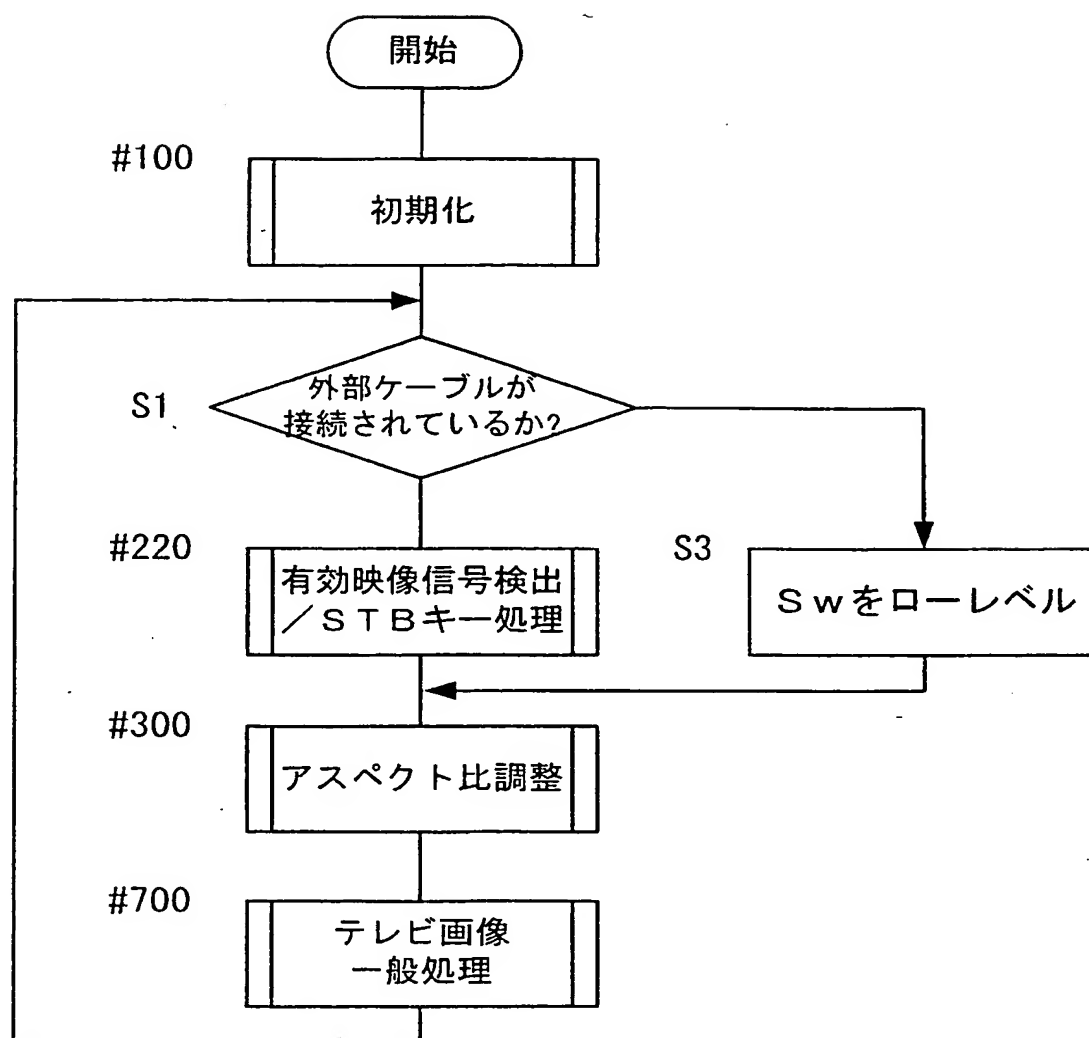 開始
#100
初期化
S1
外部ケーブルが
接続されているか?
#220
有効映像信号検出
／STBキー処理
S3
Swをローレベル
#300
アスペクト比調整
#700
テレビ画像
一般処理